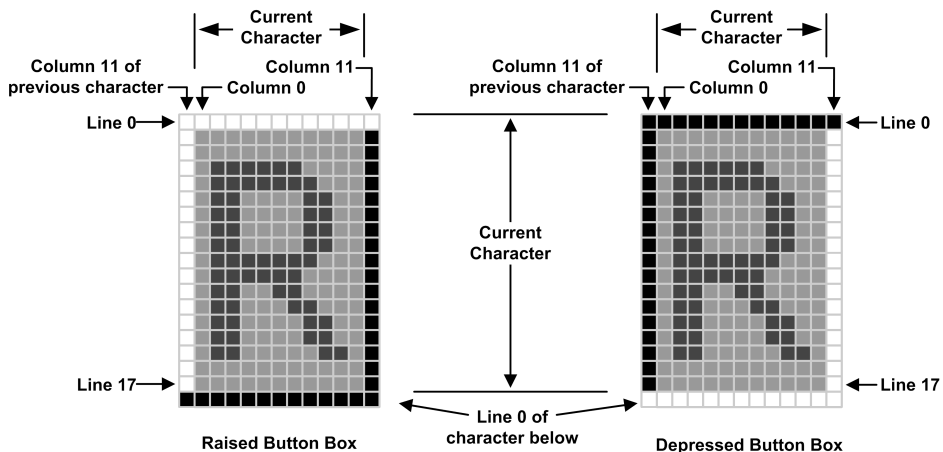 Current
Character
Column 11 of
previous character
Column 11
Column 0
Line 0
Line 17
Raised Button Box
Current
Character
Line 0 of
character below
Current
Character
Column 11 of
previous character
Column 11
Column 0
Line 0
Line 17
Depressed Button Box